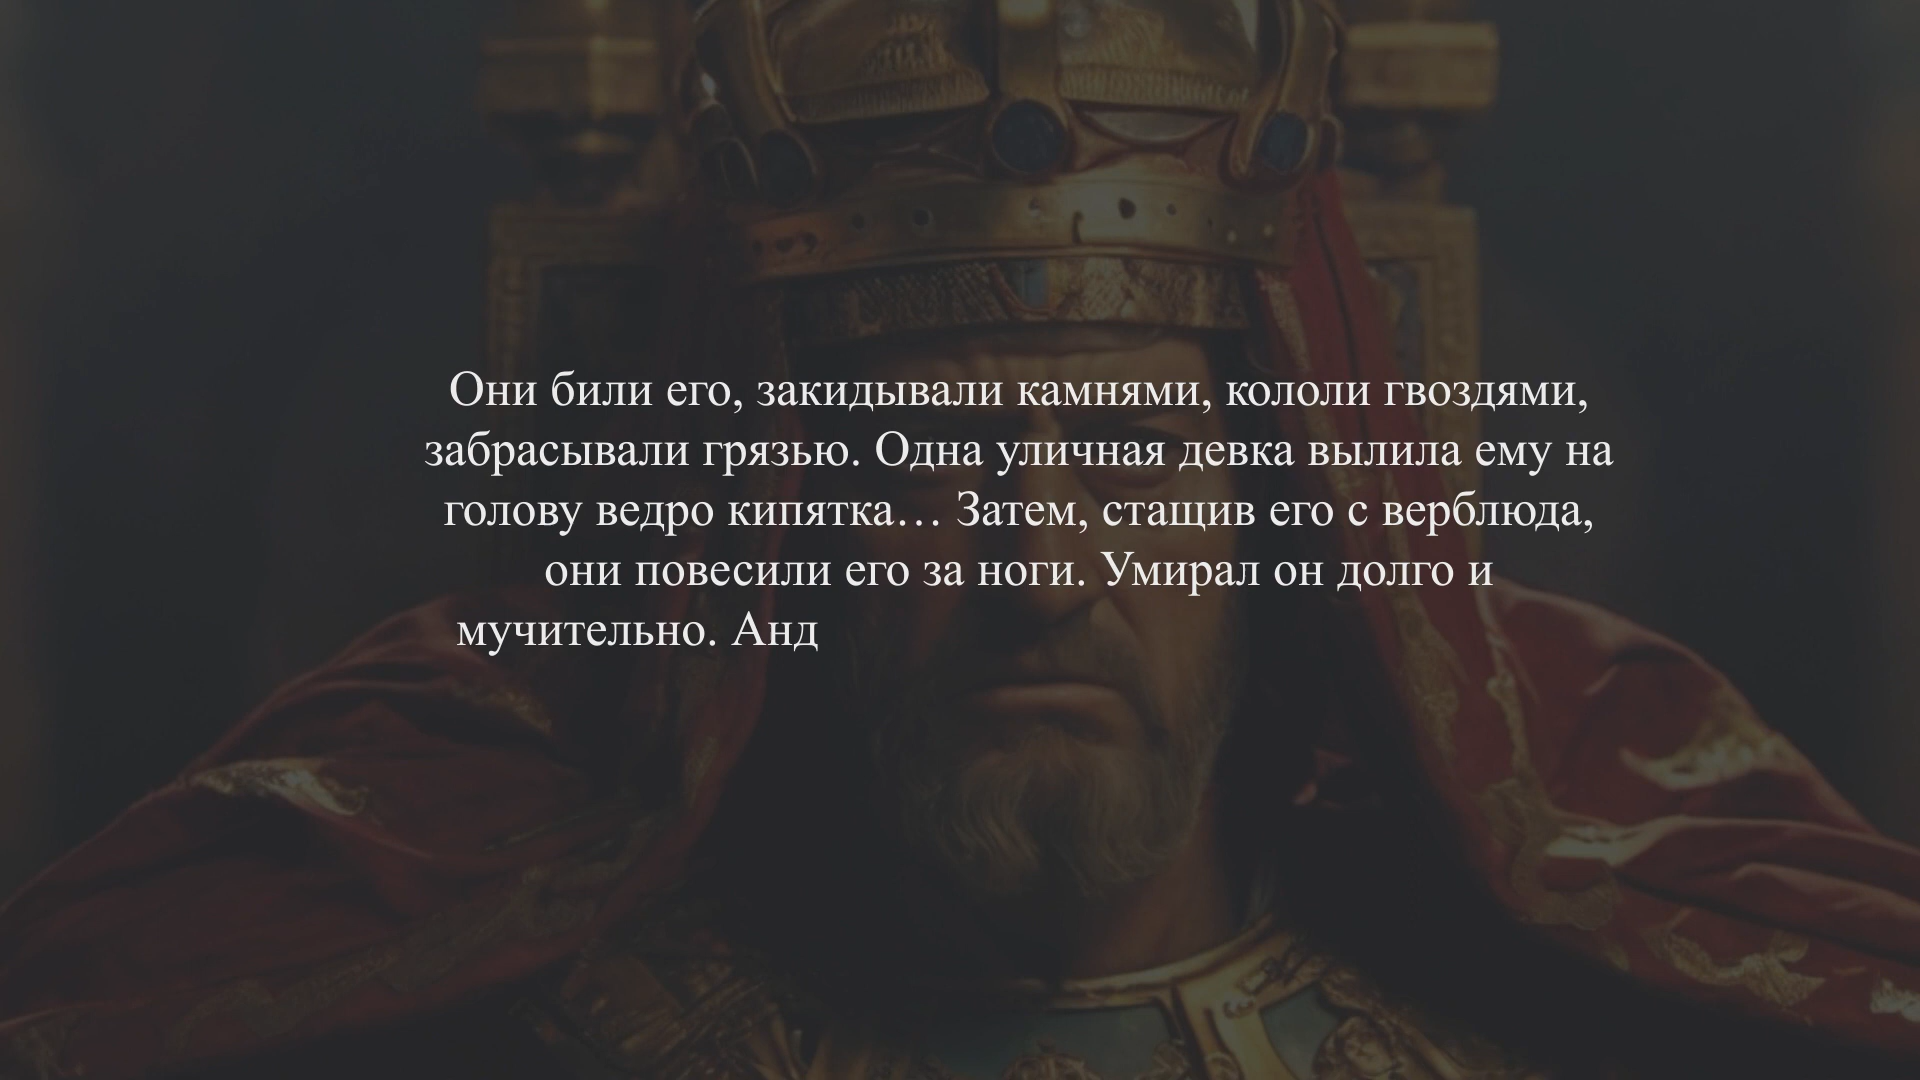 Они били его, закидывали камнями, кололи гвоздями,
забрасывали грязью. Одна уличная девка вылила ему на
голову ведро кипятка… Затем, стащив его с верблюда,
они повесили его за ноги. Умирал он долго и
мучительно. Анд